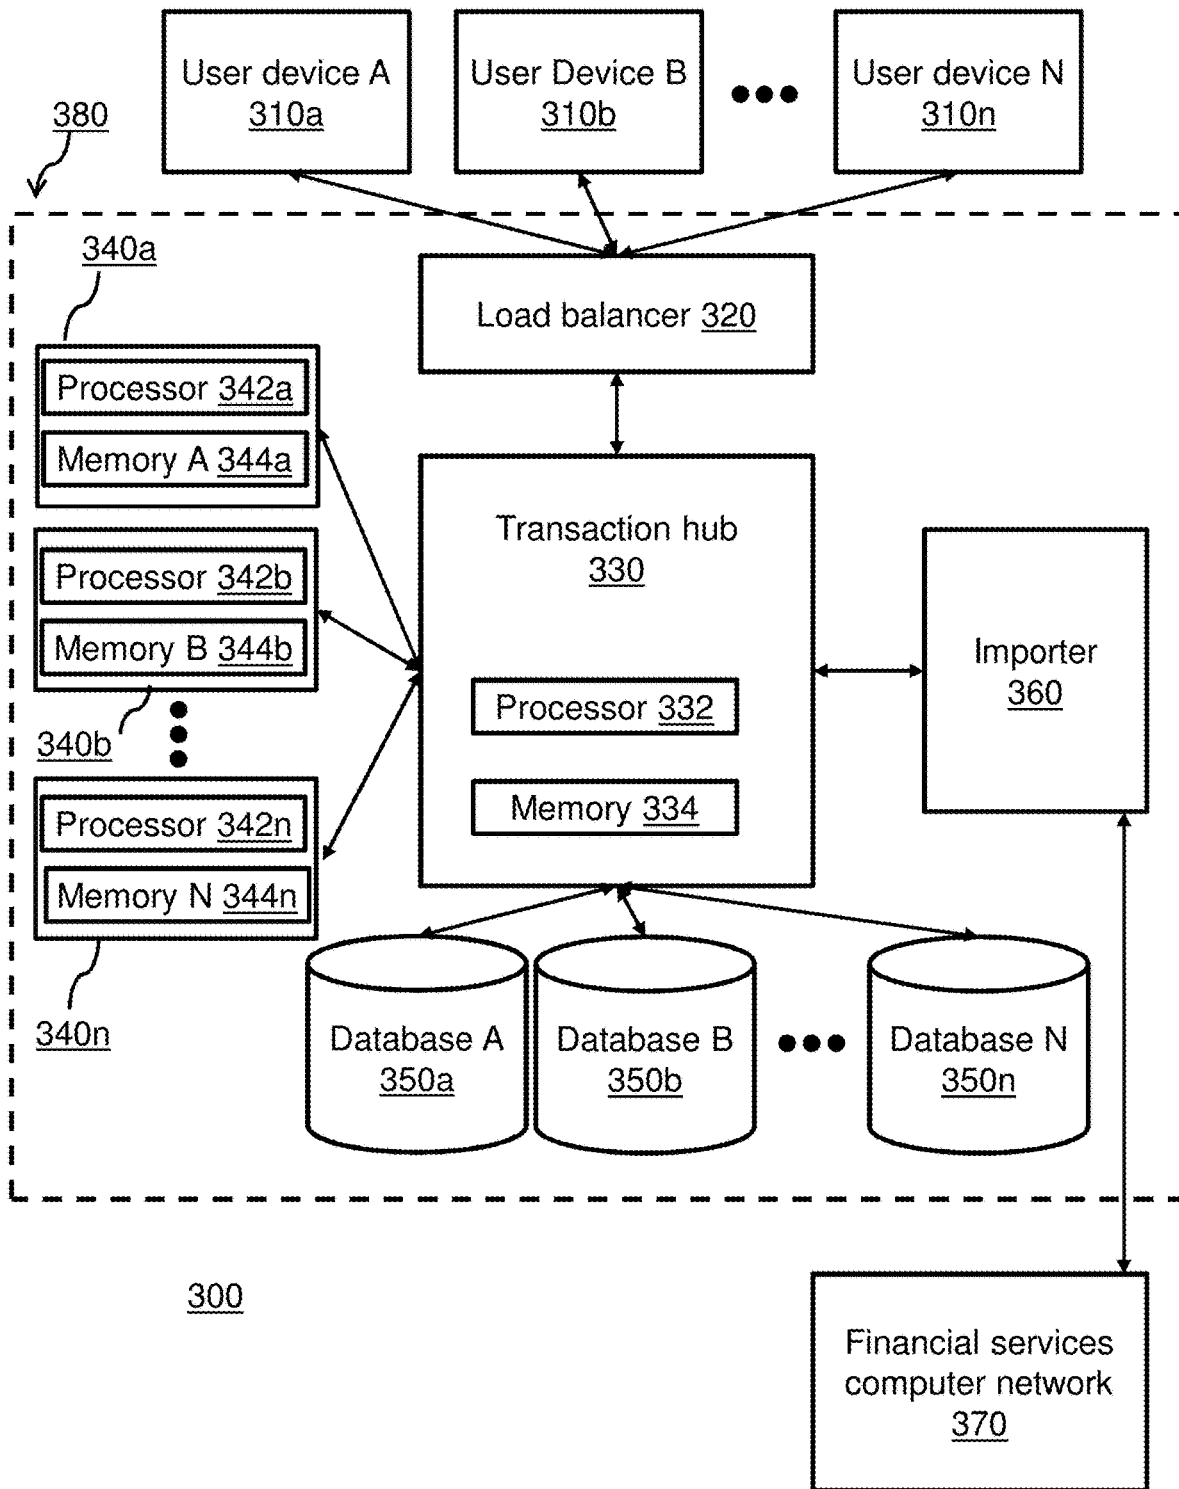 User device A
310a
User Device B
310b
User device N
310n
380
340a
Load balancer 320
Processor 342a
Memory A 344a
Transaction hub
330
Processor 342b
Memory B 344b
340b
Processor 332
Memory 334
Importer
360
Processor 342n
Memory N 344n
340n
Database A
350a
Database B
350b
Database N
350n
300
Financial services
computer network
370